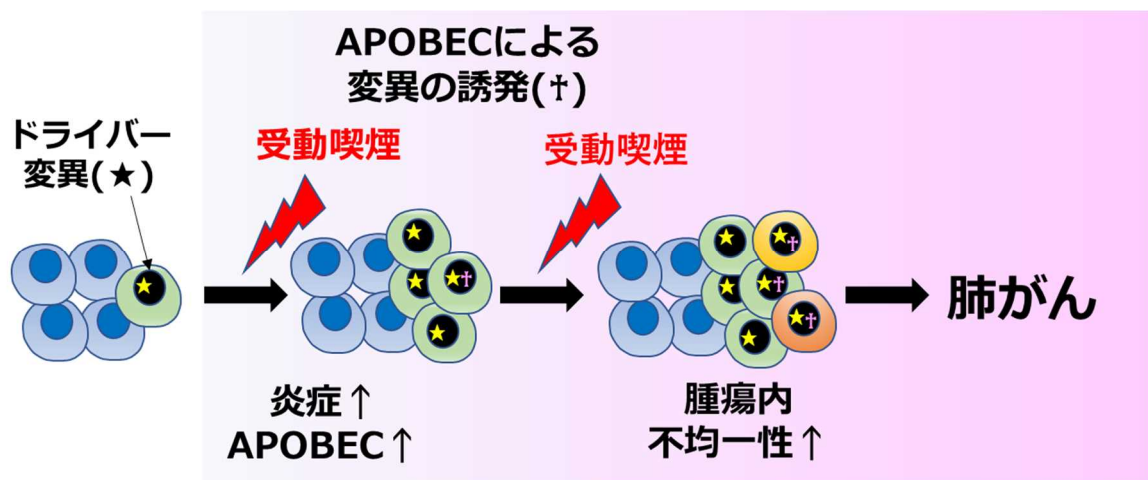 APOBECによる
変異の誘発(†)
ドライバー
変異(★)
受動喫煙
受動喫煙
肺がん
炎症↑
APOBEC↑
腫瘍内
不均一性↑